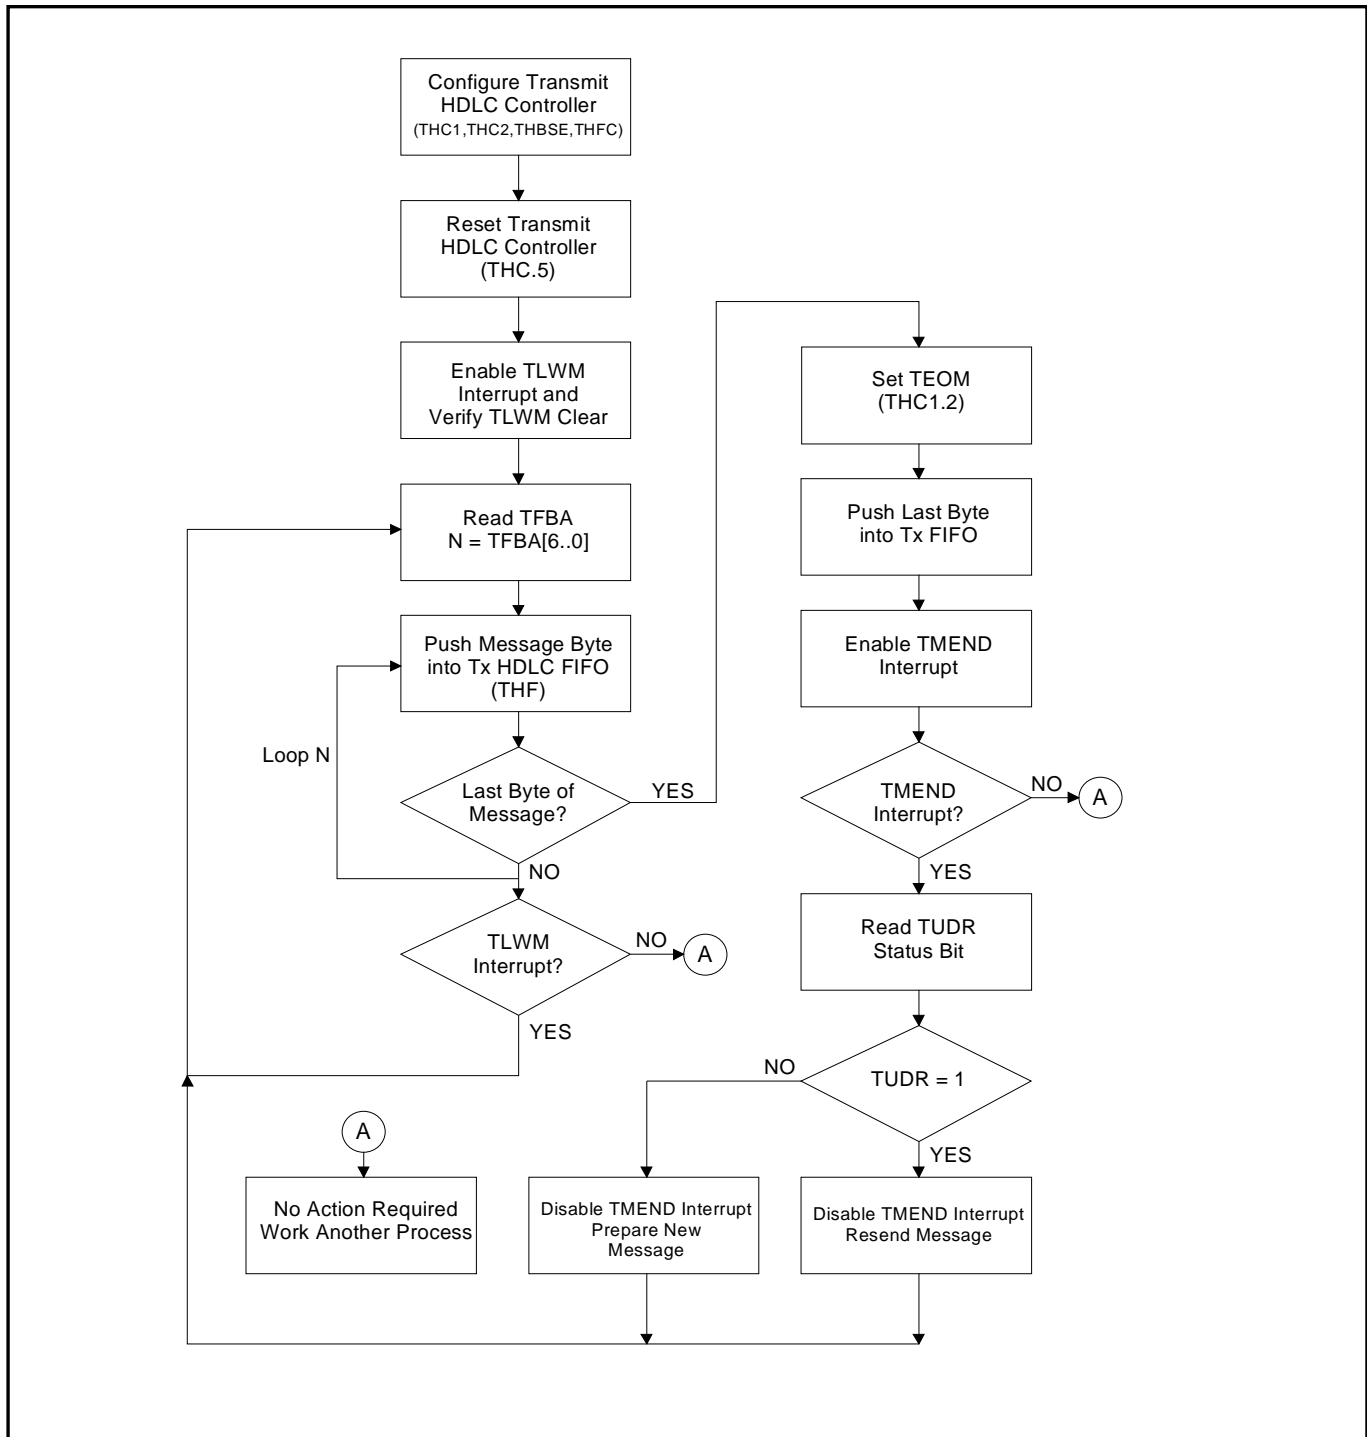 Configure Transmit
HDLC Controller
(THC1,THC2,THBSE,THFC)
Reset Transmit
HDLC Controller
(THC.5)
Enable TLWM
Interrupt and
Verify TLWM Clear
Read TFBA
N = TFBA[6..0]
Push Message Byte
into Tx HDLC FIFO
(THF)
Loop N
Last Byte of
Message?
YES
NO
TLWM
Interrupt?
NO
A
YES
A
No Action Required
Work Another Process
Set TEOM
(THC1.2)
Push Last Byte
into Tx FIFO
Enable TMEND
Interrupt
TMEND
Interrupt?
NO
A
YES
Read TUDR
Status Bit
TUDR = 1
NO
YES
Disable TMEND Interrupt
Prepare New
Message
Disable TMEND Interrupt
Resend Message